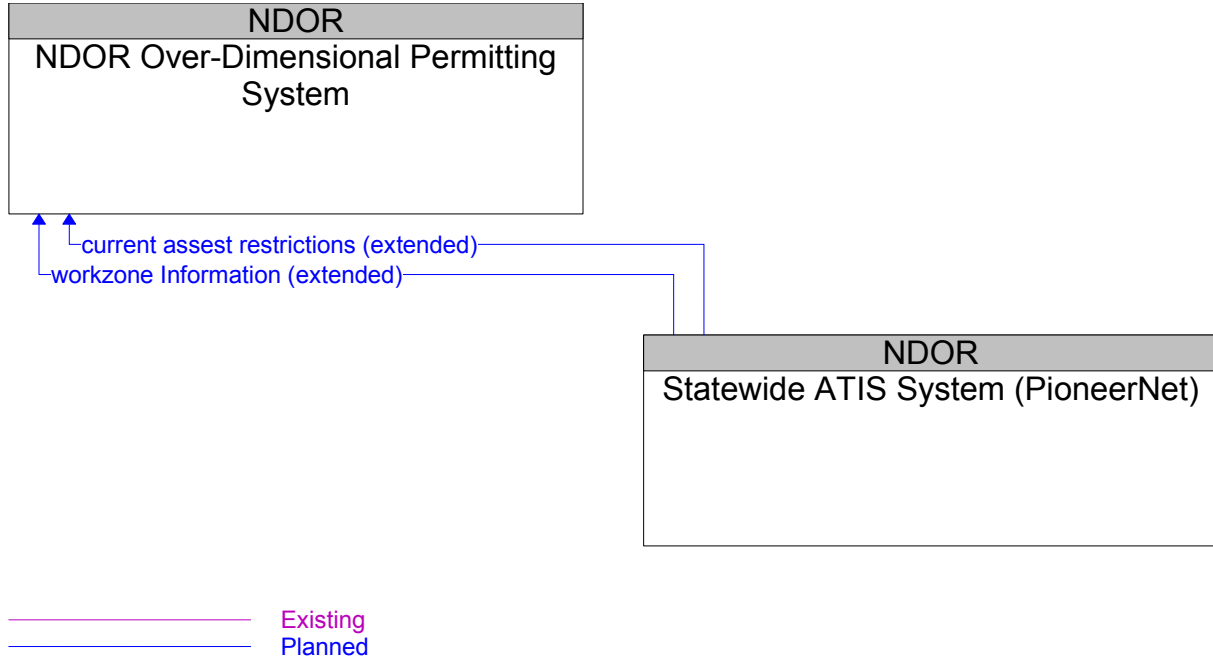 NDOR
NDOR Over-Dimensional Permitting
System
current assest restrictions (extended)
workzone Information (extended)
NDOR
Statewide ATIS System (PioneerNet)
Existing
Planned